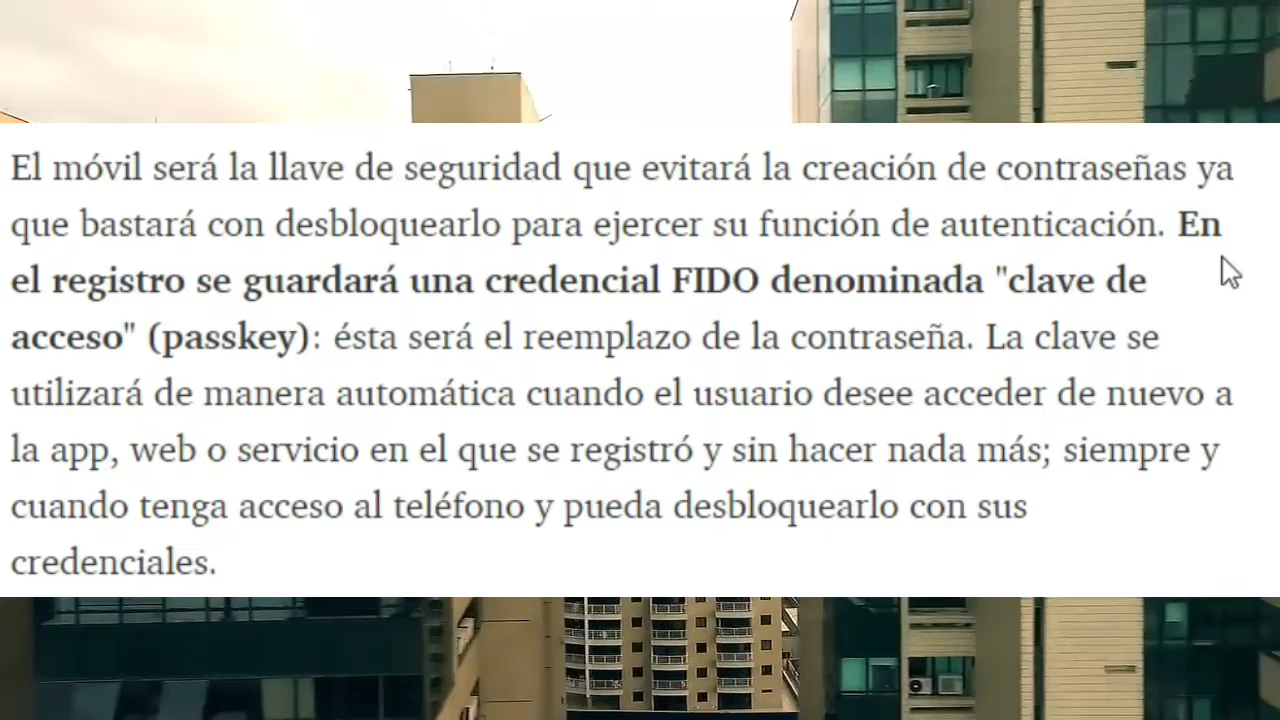 El móvil será la llave de seguridad que evitará la creación de contraseñas ya
que bastará con desbloquearlo para ejercer su función de autenticación. En
el registro se guardará una credencial FIDO denominada "clave de
acceso" (passkey): ésta será el reemplazo de la contraseña. La clave se
utilizará de manera automática cuando el usuario desee acceder de nuevo a
la app, web o servicio en el que se registró y sin hacer nada más; siempre y
cuando tenga acceso al teléfono y pueda desbloquearlo con sus
credenciales.